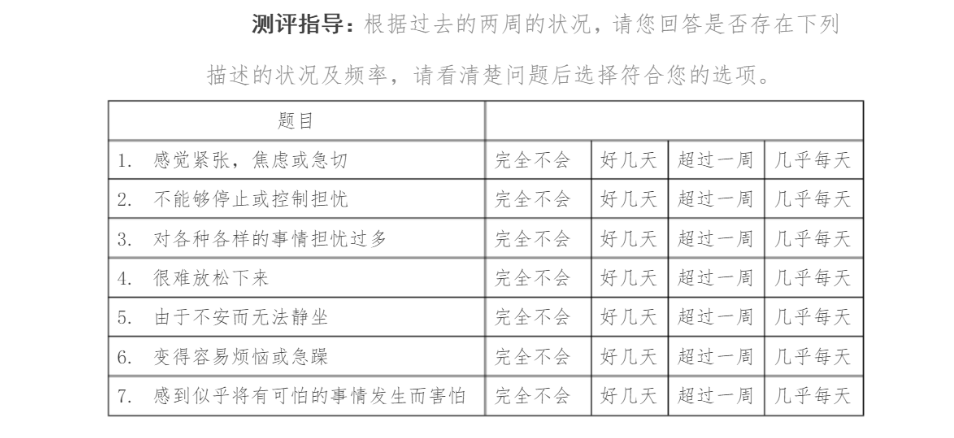 测评指导：根据过去的两周的状况，请您回答是否存在下列
描述的状况及频率，请看清楚问题后选择符合您的选项。
题目
1. 感觉紧张，焦虑或急切 完全不会 好几天 超过一周 几乎每天
2. 不能够停止或控制担忧 完全不会 好几天 超过一周 几乎每天
3. 对各种各样的事情担忧过多 完全不会 好几天 超过一周 几乎每天
4. 很难放松下来 完全不会 好几天 超过一周 几乎每天
5. 由于不安而无法静坐 完全不会 好几天 超过一周 几乎每天
6. 变得容易烦恼或急躁 完全不会 好几天 超过一周 几乎每天
7. 感到似乎将有可怕的事情发生而害怕 完全不会 好几天 超过一周 几乎每天